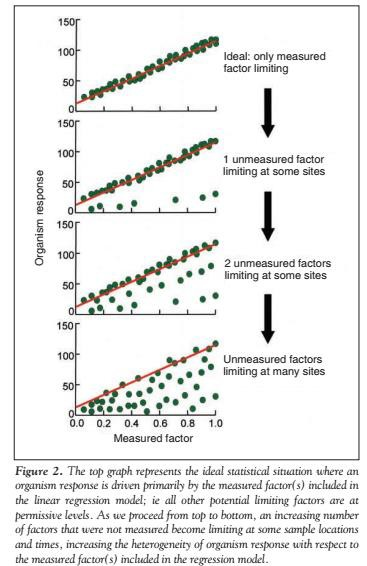 150
100
50
0
Ideal: only measured
factor limiting
150
100
50
0
1 unmeasured factor
limiting at some sites
150
100
50
0
2 unmeasured factors
limiting at some sites
150
100
50
0
Unmeasured factors
limiting at many sites
0.0 0.2 0.4 0.6 0.8 1.0
Measured factor
Organism response
Figure 2. The top graph represents the ideal statistical situation where an
organism response is driven primarily by the measured factor(s) included in
the linear regression model; ie all other potential limiting factors are at
permissive levels. As we proceed from top to bottom, an increasing number
of factors that were not measured become limiting at some sample locations
and times, increasing the heterogeneity of organism response with respect to
the measured factor(s) included in the regression model.